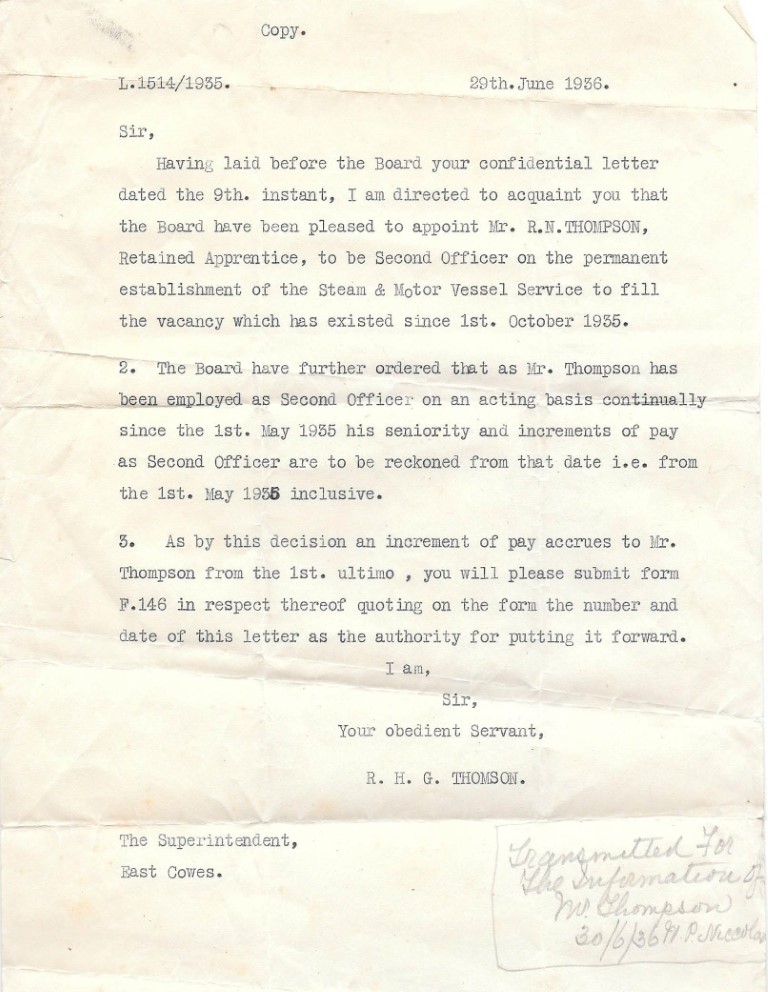 Copy.
L.1514/1935. 29th.June 1936.
Sir,
Having laid before the Board your confidential letter
dated the 9th. instant, I am directed to acquaint you that
the Board have been pleased to appoint Mr. R.N.THOMPSON,
Retained Apprentice, to be Second Officer on the permanent
establishment of the Steam & Motor Vessel Service to fill
the vacancy which has existed since 1st. October 1935.
2. The Board have further ordered that as Mr. Thompson has
been employed as Second Officer on an acting basis continually
since the 1st. May 1935 his seniority and increments of pay
as Second Officer are to be reckoned from that date i.e. from
the 1st. May 1935 inclusive.
3. As by this decision an increment of pay accrues to Mr.
Thompson from the 1st. ultimo , you will please submit form
F.146 in respect thereof quoting on the form the number and
date of this letter as the authority for putting it forward.
I am,
Sir,
Your obedient Servant,
R. H. G. THOMSON.
The Superintendent,
East Cowes.
Transmitted For
The Information of
Mr. Thompson
30/6/36